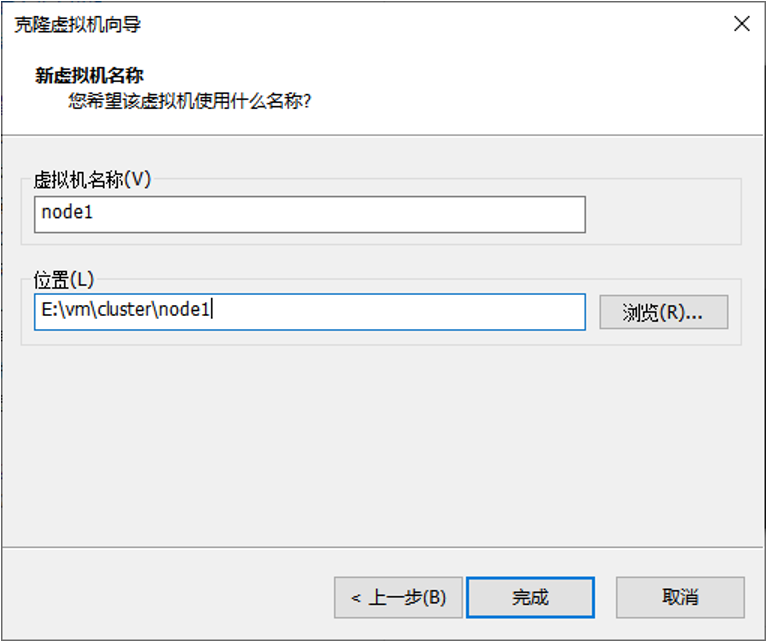 克隆虚拟机向导
新虚拟机名称
您希望该虚拟机使用什么名称?
虚拟机名称(V)
node1
位置(L)
E:\vm\cluster\node1
浏览(R)...
< 上一步(B)
完成
取消